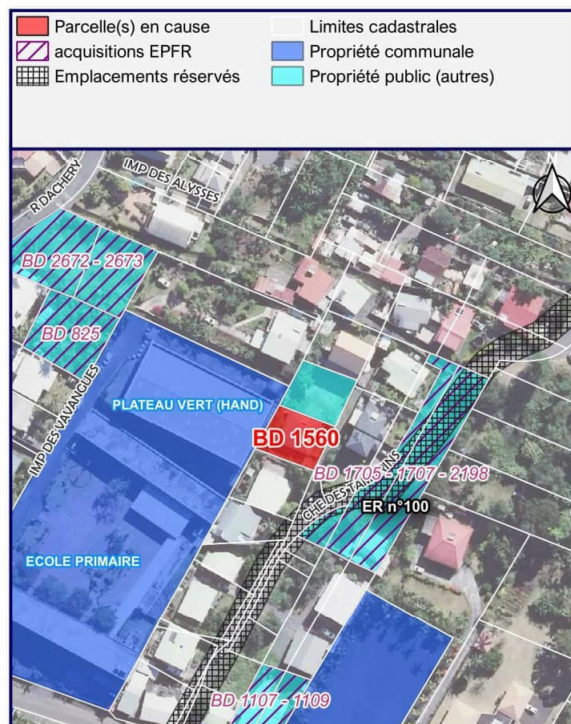 Parcelle(s) en cause
Limites cadastrales
acquisitions EPFR
Propriété communale
Emplacements réservés
Propriété public (autres)
IMP DES ALYSSES
R DACHERY
BD 2672 - 2673
BD 825
IMP DES VAVANGUES
PLATEAU VERT (HAND)
BD 1560
BD 1705 - 1707 - 2198
CHE DES
ER n°100
ECOLE PRIMAIRE
BD 1107 - 1109